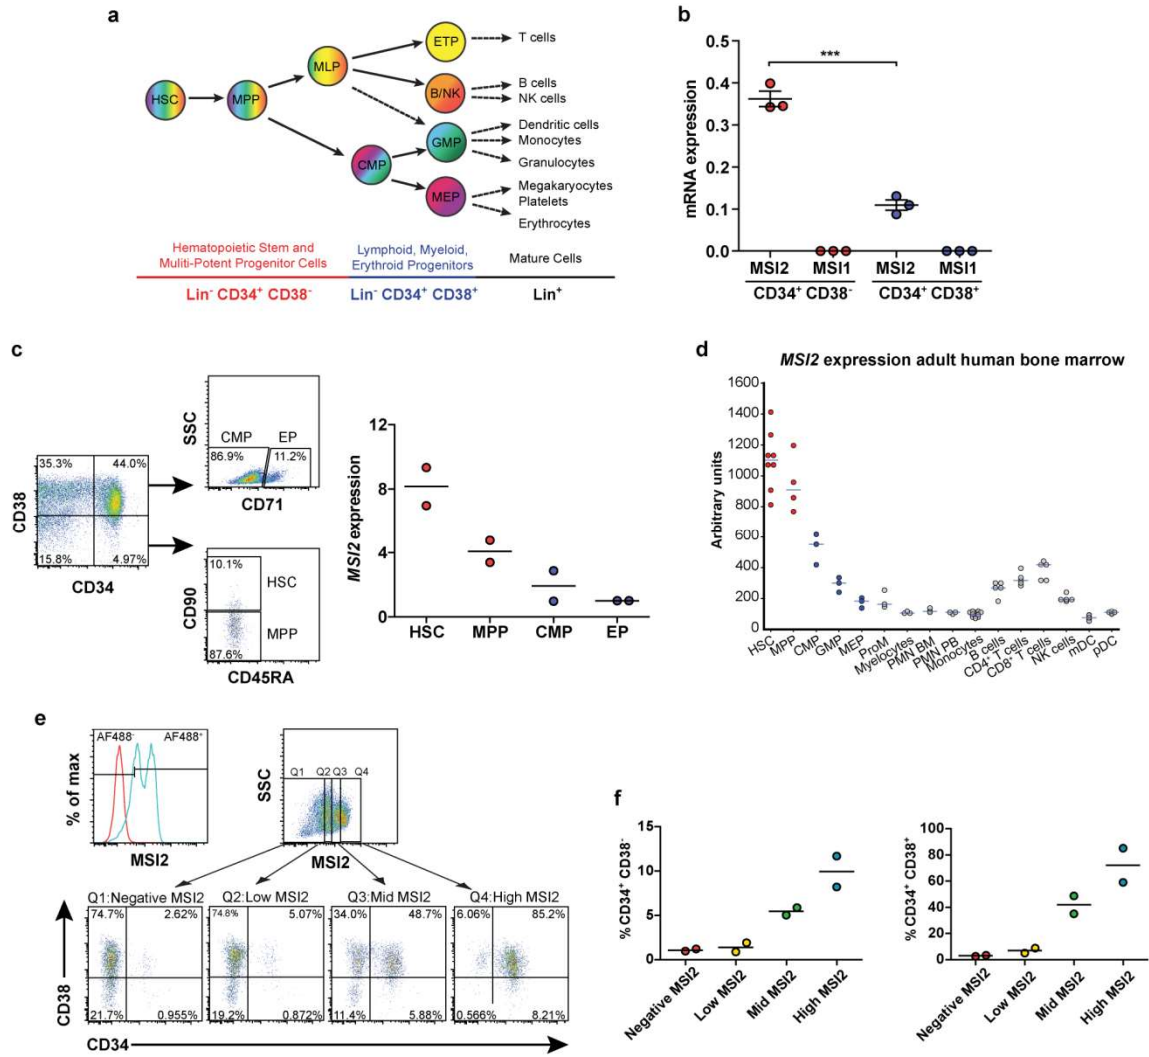 a
HSC
MPP
MLP
CMP
ETP
B/NK
GMP
MEP
T cells
B cells
NK cells
Dendritic cells
Monocytes
Granulocytes
Megakaryocytes
Platelets
Erythrocytes
Hematopoietic Stem and
Muliti-Potent Progenitor Cells
Lymphoid, Myeloid,
Erythroid Progenitors
Mature Cells
Lin- CD34+ CD38-
Lin- CD34+ CD38+
Lin+
b
mRNA expression
0.5
0.4
0.3
0.2
0.1
0.0
***
MSI2 MSI1 MSI2 MSI1
CD34+ CD38- CD34+ CD38+
c
CD38
35.3% 44.0%
15.8% 4.97%
CD34
SSC
CMP EP
86.9% 11.2%
CD71
CD90
10.1% HSC
MPP
87.6%
CD45RA
MSI2 expression
12
8
4
0
HSC MPP CMP EP
d
MSI2 expression adult human bone marrow
Arbitrary units
1600
1400
1200
1000
800
600
400
200
0
HSC
MPP
CMP
GMP
MEP
ProM
Myelocytes
PMN BM
PMN PB
Monocytes
B cells
CD4+ T cells
CD8+ T cells
NK cells
mDC
pDC
e
% of max
AF488- AF488+
MSI2
SSC
Q1 Q2 Q3 Q4
MSI2
Q1:Negative MSI2 Q2:Low MSI2 Q3:Mid MSI2 Q4:High MSI2
74.7% 2.62% 74.8% 5.07% 34.0% 48.7% 6.06% 85.2%
21.7% 0.955% 19.2% 0.872% 11.4% 5.88% 0.566% 8.21%
CD38
CD34
f
% CD34+ CD38-
15
10
5
0
Negative MSI2
Low MSI2
Mid MSI2
High MSI2
% CD34+ CD38+
100
80
60
40
20
0
Negative MSI2
Low MSI2
Mid MSI2
High MSI2